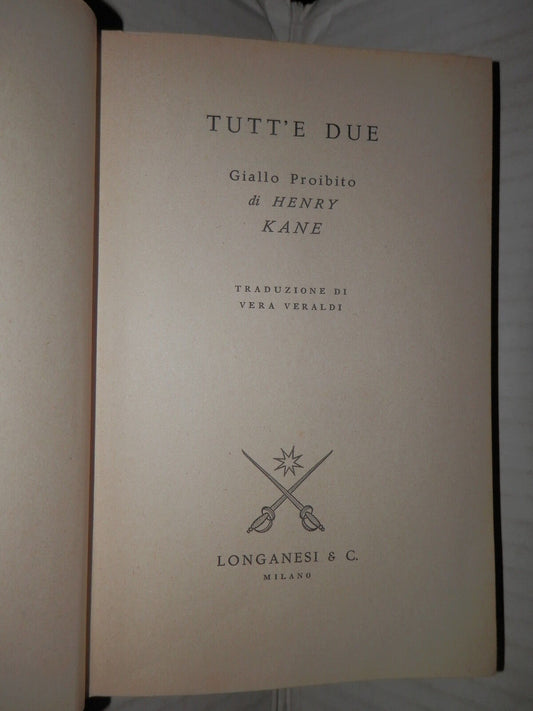 TUTT'E DUE
Giallo Proibito
di HENRY
KANE
TRADUZIONE DI
VERA VERALDI
LONGANESI & C.
MILANO